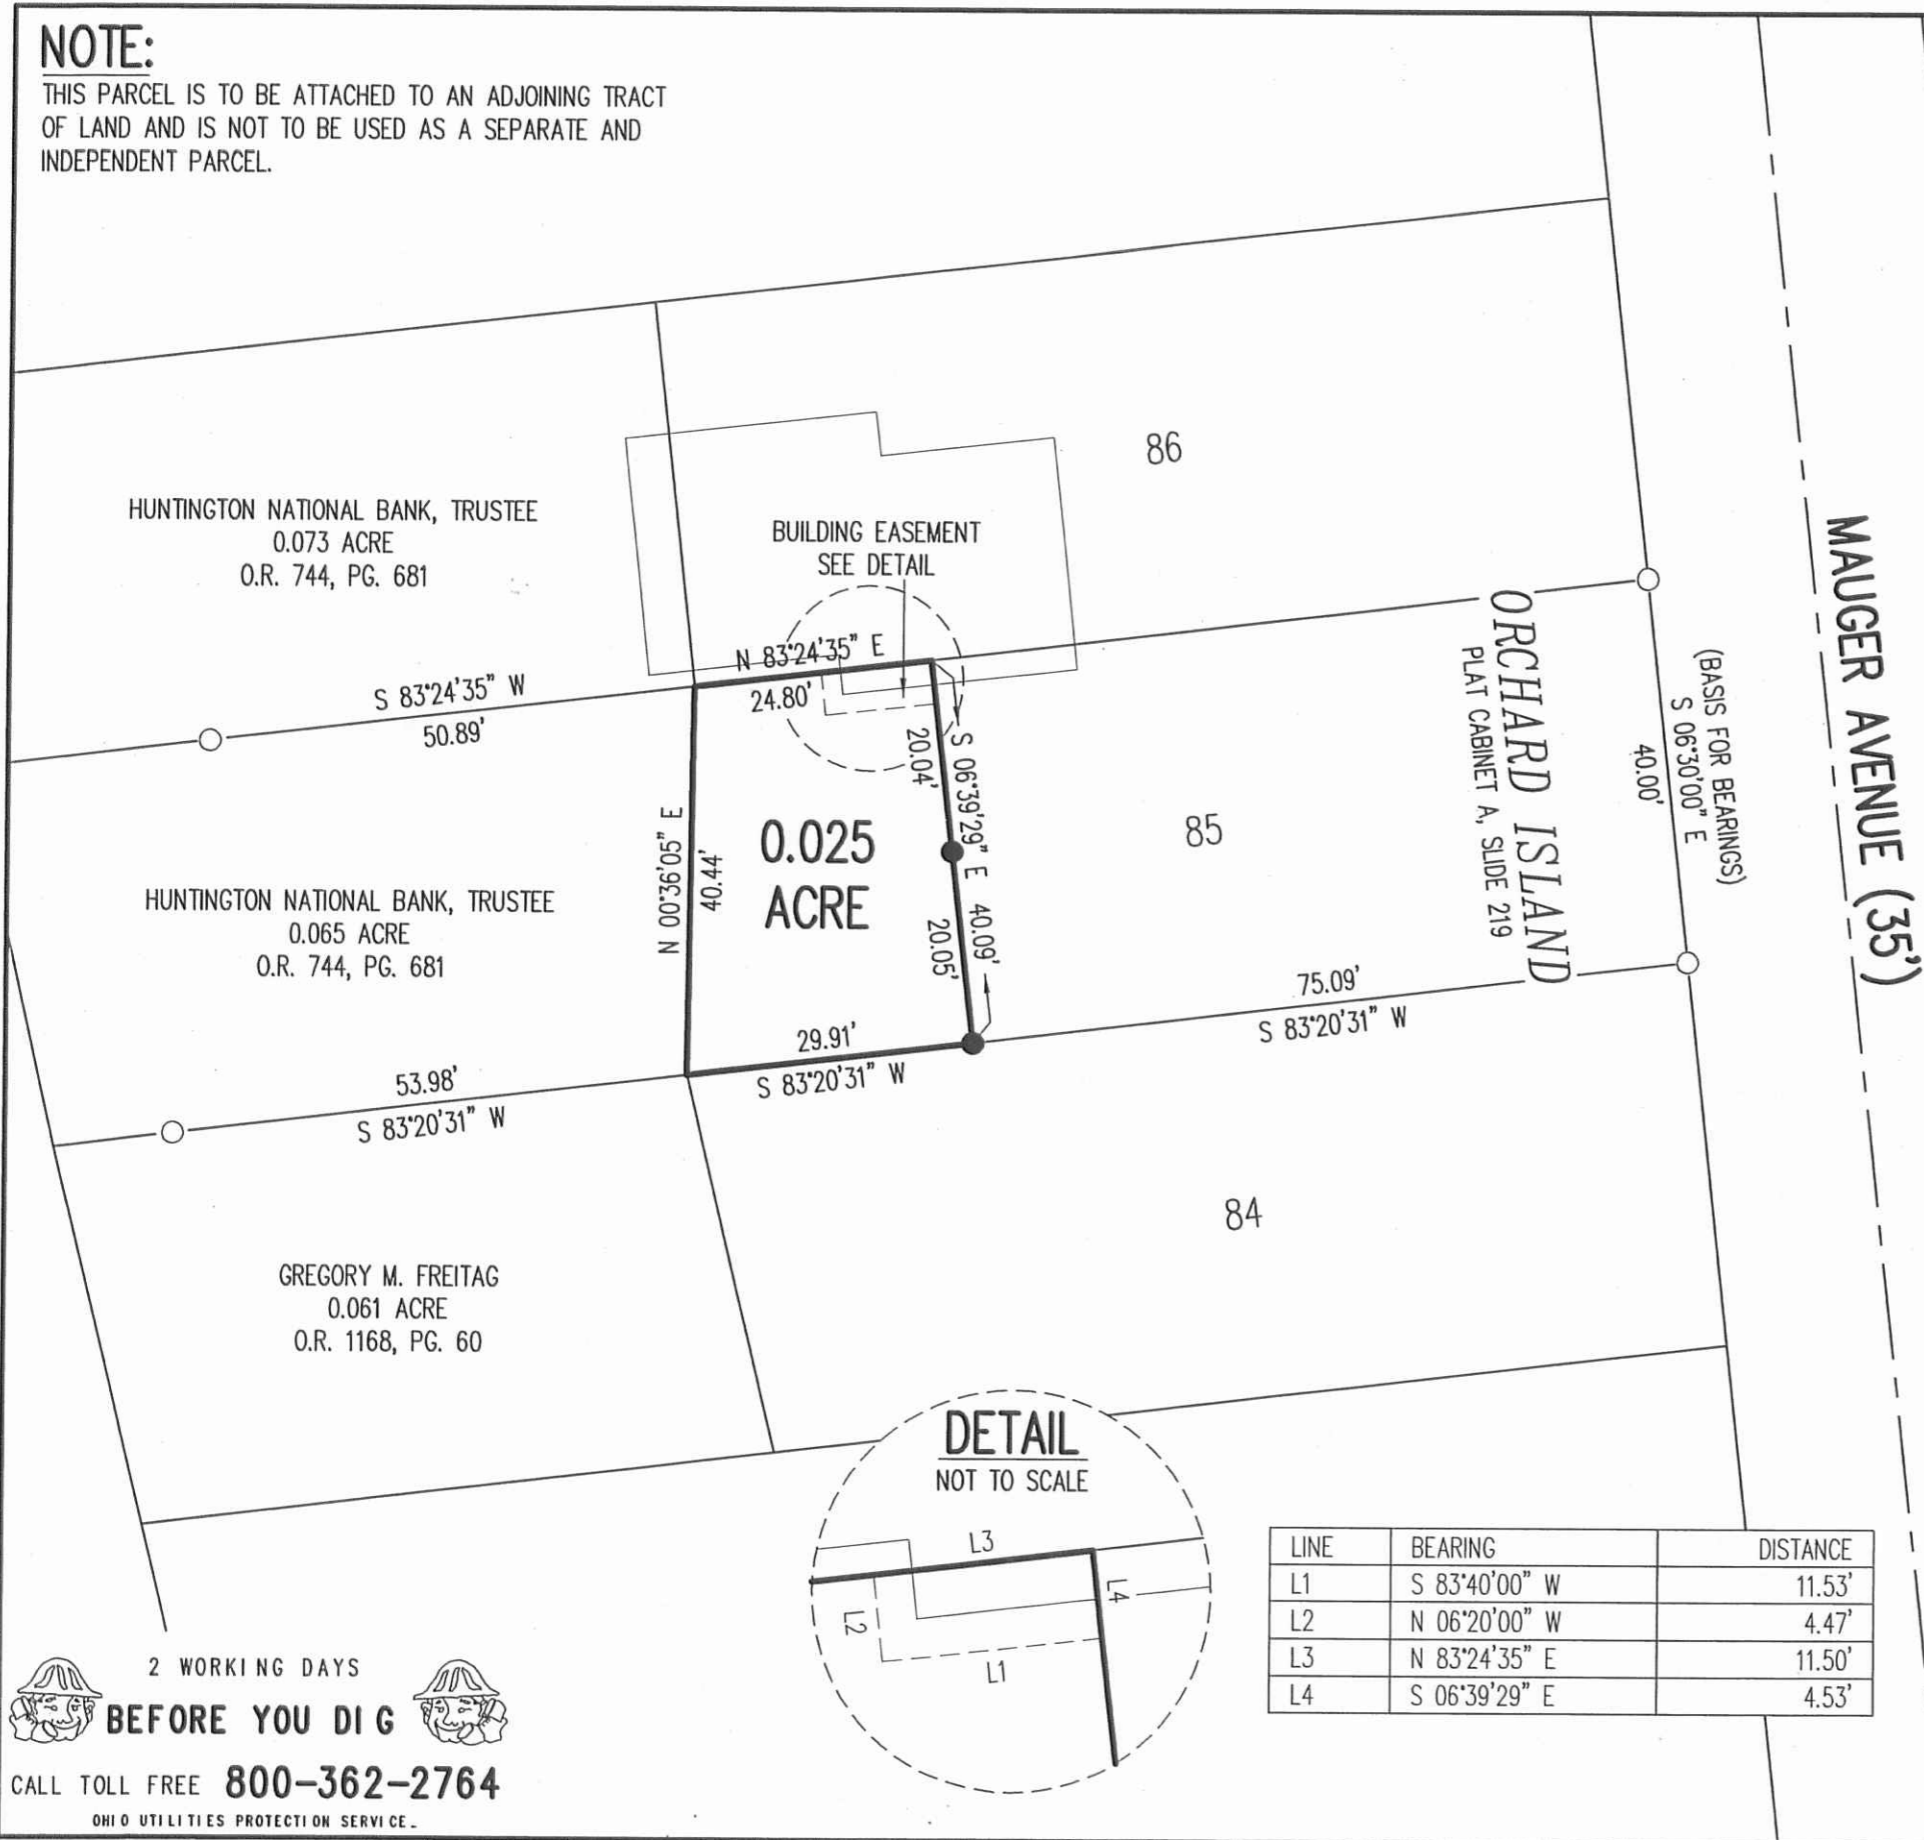 NOTE:
THIS PARCEL IS TO BE ATTACHED TO AN ADJOINING TRACT
OF LAND AND IS NOT TO BE USED AS A SEPARATE AND
INDEPENDENT PARCEL.
86
HUNTINGTON NATIONAL BANK, TRUSTEE
0.073 ACRE
O.R. 744, PG. 681
BUILDING EASEMENT
SEE DETAIL
N 83°24'35" E
24.80'
S 83°24'35" W
50.89'
S 06°39'29" E 40.09'
20.04'
20.05'
N 00°36'05" E
40.44'
0.025
ACRE
85
ORCHARD ISLAND
PLAT CABINET A, SLIDE 219
(BASIS FOR BEARINGS)
S 06°30'00" E
40.00'
MAUGER AVENUE (35')
HUNTINGTON NATIONAL BANK, TRUSTEE
0.065 ACRE
O.R. 744, PG. 681
75.09'
S 83°20'31" W
29.91'
S 83°20'31" W
53.98'
S 83°20'31" W
84
GREGORY M. FREITAG
0.061 ACRE
O.R. 1168, PG. 60
DETAIL
NOT TO SCALE
L3
L4
L2
L1
LINE BEARING DISTANCE
L1 S 83°40'00" W 11.53'
L2 N 06°20'00" W 4.47'
L3 N 83°24'35" E 11.50'
L4 S 06°39'29" E 4.53'
2 WORKING DAYS
BEFORE YOU DIG
CALL TOLL FREE 800-362-2764
OHIO UTILITIES PROTECTION SERVICE.